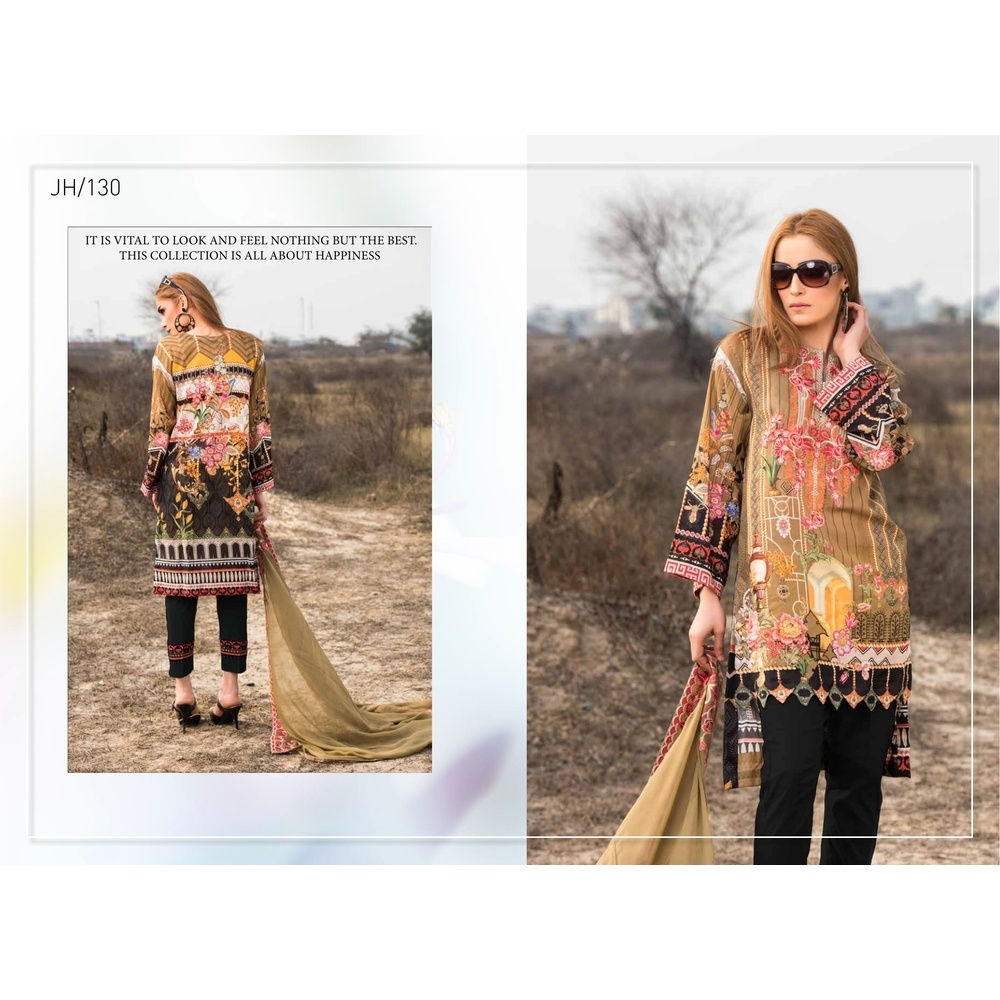 JH/130
IT IS VITAL TO LOOK AND FEEL NOTHING BUT THE BEST.
THIS COLLECTION IS ALL ABOUT HAPPINESS